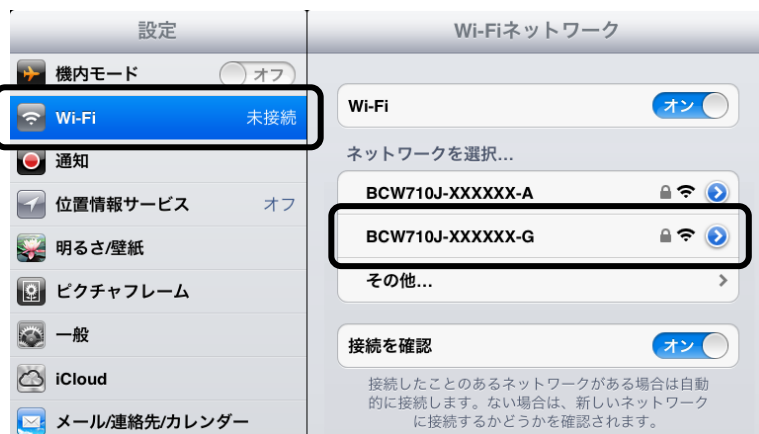 設定
機内モード オフ
Wi-Fi 未接続
通知
位置情報サービス オフ
明るさ/壁紙
ピクチャフレーム
一般
iCloud
メール/連絡先/カレンダー
Wi-Fiネットワーク
Wi-Fi オン
ネットワークを選択...
BCW710J-XXXXXX-A
BCW710J-XXXXXX-G
その他...
接続を確認 オン
接続したことのあるネットワークがある場合は自動
的に接続します。ない場合は、新しいネットワーク
に接続するかどうかを確認されます。